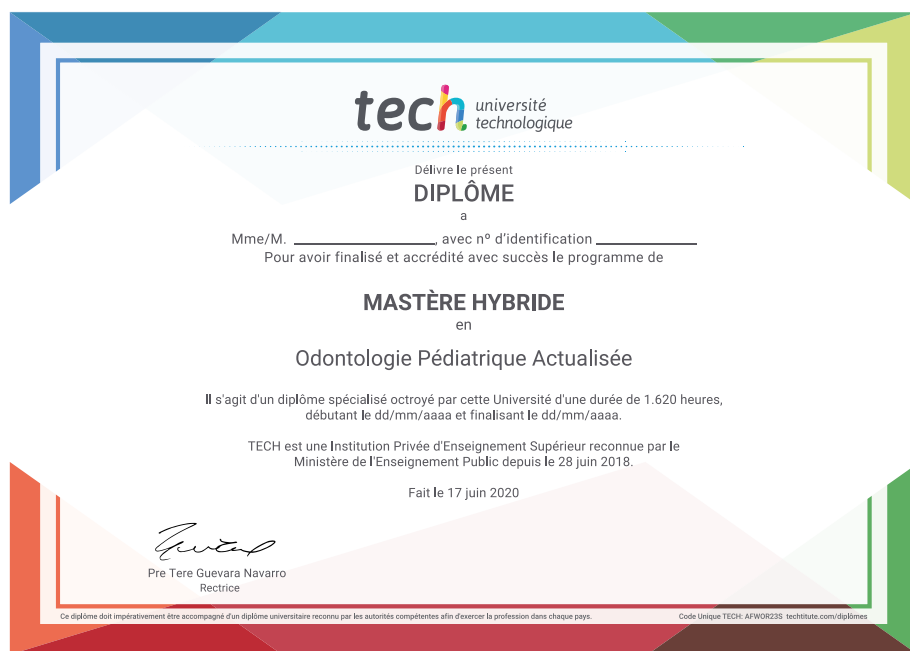 tech université
technologique
Délivre le présent
DIPLÔME
a
Mme/M. ____________________, avec nº d'identification ______________
Pour avoir finalisé et accrédité avec succès le programme de
MASTÈRE HYBRIDE
en
Odontologie Pédiatrique Actualisée
Il s'agit d'un diplôme spécialisé octroyé par cette Université d'une durée de 1.620 heures,
débutant le dd/mm/aaaa et finalisant le dd/mm/aaaa.
TECH est une Institution Privée d'Enseignement Supérieur reconnue par le
Ministère de l'Enseignement Public depuis le 28 juin 2018.
Fait le 17 juin 2020
Pre Tere Guevara Navarro
Rectrice
Ce diplôme doit impérativement être accompagné d'un diplôme universitaire reconnu par les autorités compétentes afin d'exercer la profession dans chaque pays.
Code Unique TECH: AFWOR23S techtitute.com/diplômes